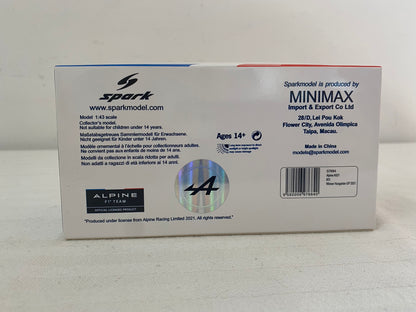 spark
www.sparkmodel.com
Model 1:43 scale
Collector's model.
Not suitable for children under 14 years.
Maßstabsgetreues Sammlermodell für Erwachsene.
Nicht geeignet für Kinder unter 14 Jahren.
Modèle ornemental à l'échelle pour collectionneurs adultes.
Ne convient pas aux enfants de moins de 14 ans.
Modelli da collezione in scala ridotta per adulti.
Non adatti a ragazzi di età inferiore ai 14 anni.
Ages 14+
Sparkmodel is produced by
MINIMAX
Import & Export Co Ltd
28/D, Lei Pou Kok
Flower City, Avenida Olimpica
Taipa, Macau.
Made in China
models@sparkmodel.com
ALPINE
F1® TEAM
OFFICIAL LICENSED PRODUCT
"Produced under license from Alpine Racing Limited 2021. All rights reserved."
S7664